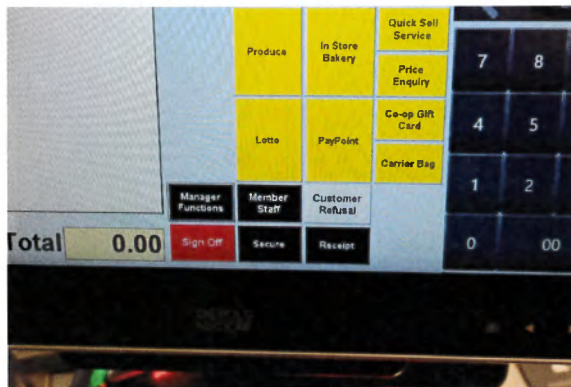 Quick Sell
Service
Produce
In Store
Bakery
Price
Enquiry
7 8
Co-op Gift
Card
Lotto
PayPoint
4 5
Carrier Bag
1 2
Manager
Functions
Member
Staff
Customer
Refusal
Total 0.00
Sign Off
Secure
Receipt
0 00